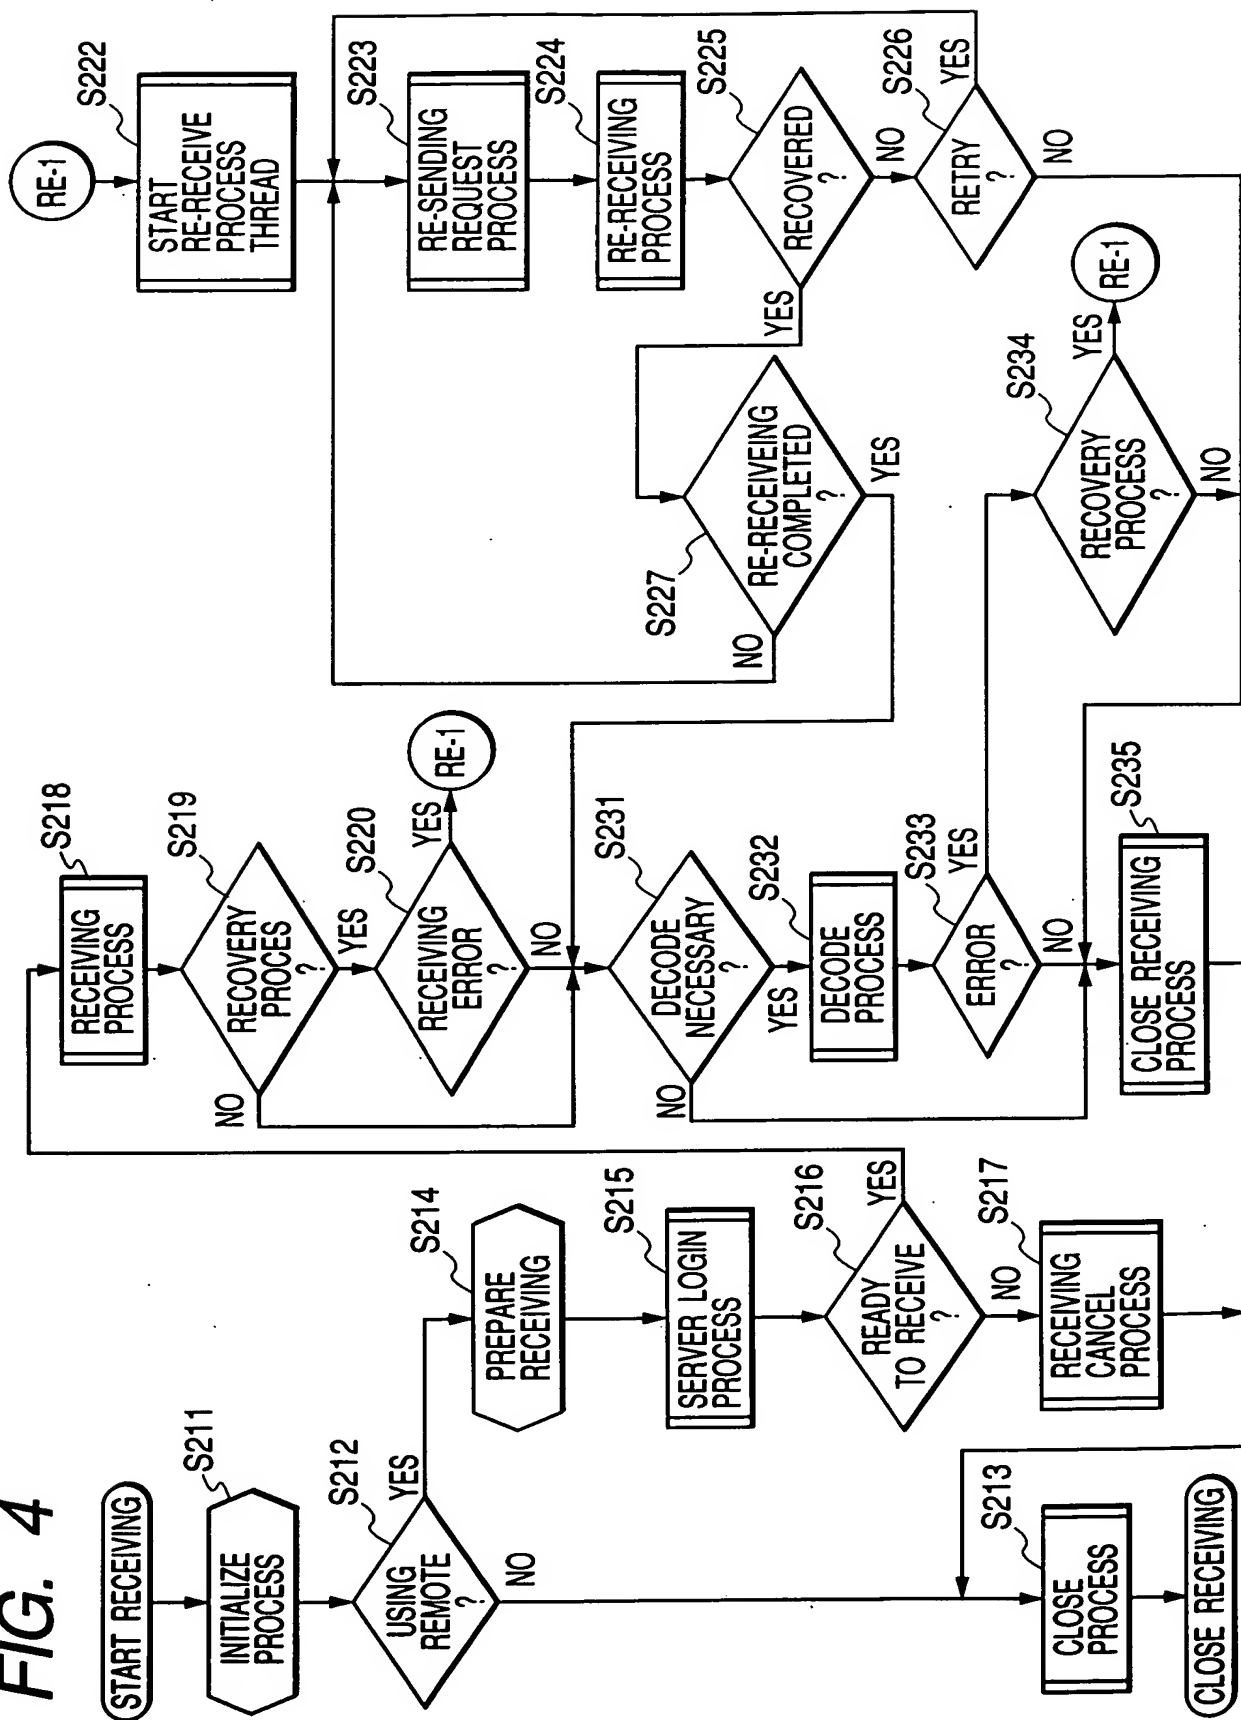 FIG. 4
START RECEIVING
S211
INITIALIZE
PROCESS
S212
USING
REMOTE
?
YES
NO
S213
CLOSE
PROCESS
CLOSE RECEIVING
S214
PREPARE
RECEIVING
S215
SERVER LOGIN
PROCESS
S216
READY
TO RECEIVE
?
YES
NO
S217
RECEIVING
CANCEL
PROCESS
S218
RECEIVING
PROCESS
S219
RECOVERY
PROCES
?
YES
NO
S220
RECEIVING
ERROR
?
YES
RE-1
NO
S231
DECODE
NECESSARY
?
YES
NO
S232
DECODE
PROCESS
S233
ERROR
?
YES
NO
S235
CLOSE RECEIVING
PROCESS
RE-1
S222
START
RE-RECEIVE
PROCESS
THREAD
S223
RE-SENDING
REQUEST
PROCESS
S224
RE-RECEIVING
PROCESS
S225
RECOVERED
?
YES
NO
S226
RETRY
?
YES
NO
S227
RE-RECEIVEING
COMPLETED
?
YES
NO
S234
RECOVERY
PROCESS
?
YES
RE-1
NO